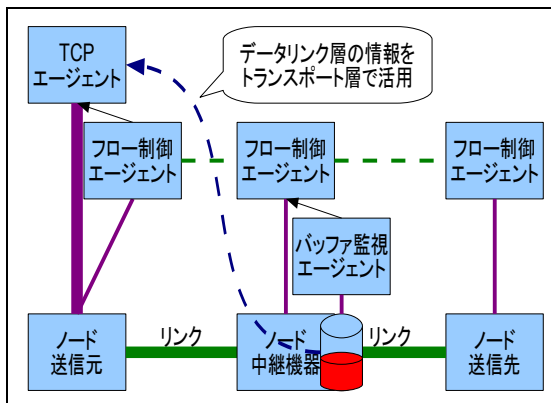 TCP
エージェント
データリンク層の情報を
トランスポート層で活用
フロー制御
エージェント
フロー制御
エージェント
フロー制御
エージェント
バッファ監視
エージェント
ノード
送信元
リンク
ノード
中継機器
リンク
ノード
送信先